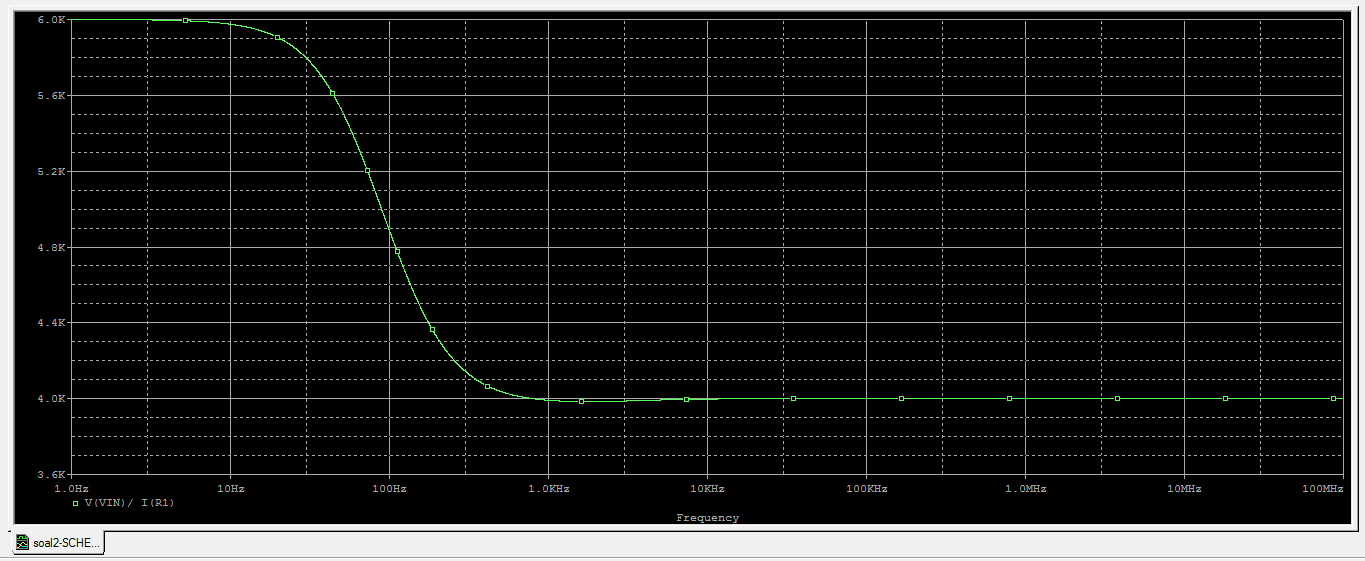 6.0K
5.6K
5.2K
4.8K
4.4K
4.0K
3.6K
1.0Hz 10Hz 100Hz 1.0KHz 10KHz 100KHz 1.0MHz 10MHz 100MHz
V(VIN)/ I(R1)
Frequency
soal2-SCHE...